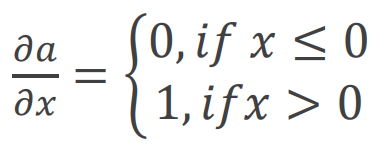 ∂a/∂x = { 0, if x ≤ 0
1, ifx > 0